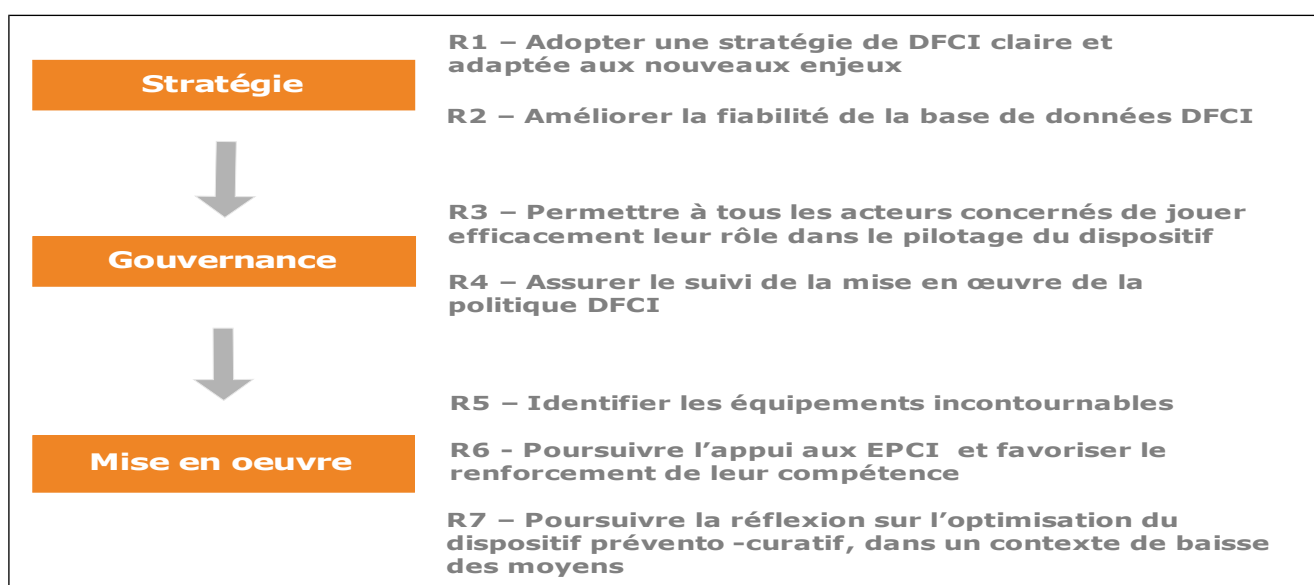 Stratégie
R1 – Adopter une stratégie de DFCI claire et
adaptée aux nouveaux enjeux
R2 – Améliorer la fiabilité de la base de données DFCI
Gouvernance
R3 – Permettre à tous les acteurs concernés de jouer
efficacement leur rôle dans le pilotage du dispositif
R4 – Assurer le suivi de la mise en œuvre de la
politique DFCI
Mise en oeuvre
R5 – Identifier les équipements incontournables
R6 - Poursuivre l’appui aux EPCI et favoriser le
renforcement de leur compétence
R7 – Poursuivre la réflexion sur l’optimisation du
dispositif prévento -curatif, dans un contexte de baisse
des moyens